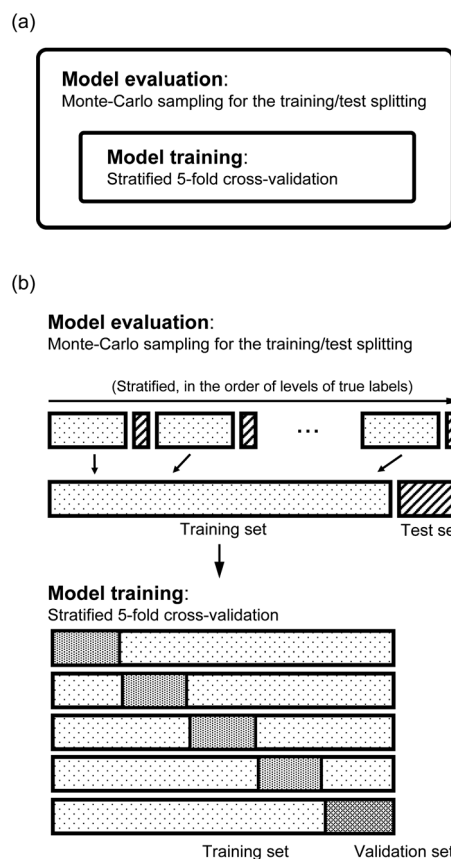 (a)
Model evaluation:
Monte-Carlo sampling for the training/test splitting
Model training:
Stratified 5-fold cross-validation
(b)
Model evaluation:
Monte-Carlo sampling for the training/test splitting
(Stratified, in the order of levels of true labels)
...
Training set
Test se
Model training:
Stratified 5-fold cross-validation
Training set
Validation set